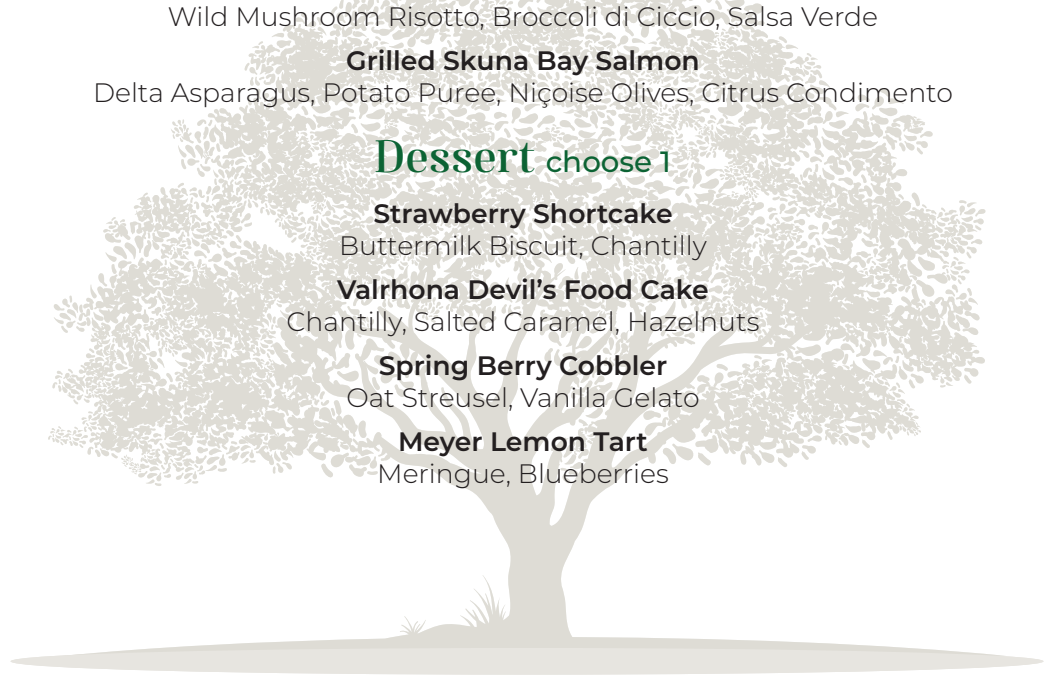 Wild Mushroom Risotto, Broccoli di Ciccio, Salsa Verde
Grilled Skuna Bay Salmon
Delta Asparagus, Potato Puree, Niçoise Olives, Citrus Condimento
Dessert choose 1
Strawberry Shortcake
Buttermilk Biscuit, Chantilly
Valrhona Devil’s Food Cake
Chantilly, Salted Caramel, Hazelnuts
Spring Berry Cobbler
Oat Streusel, Vanilla Gelato
Meyer Lemon Tart
Meringue, Blueberries